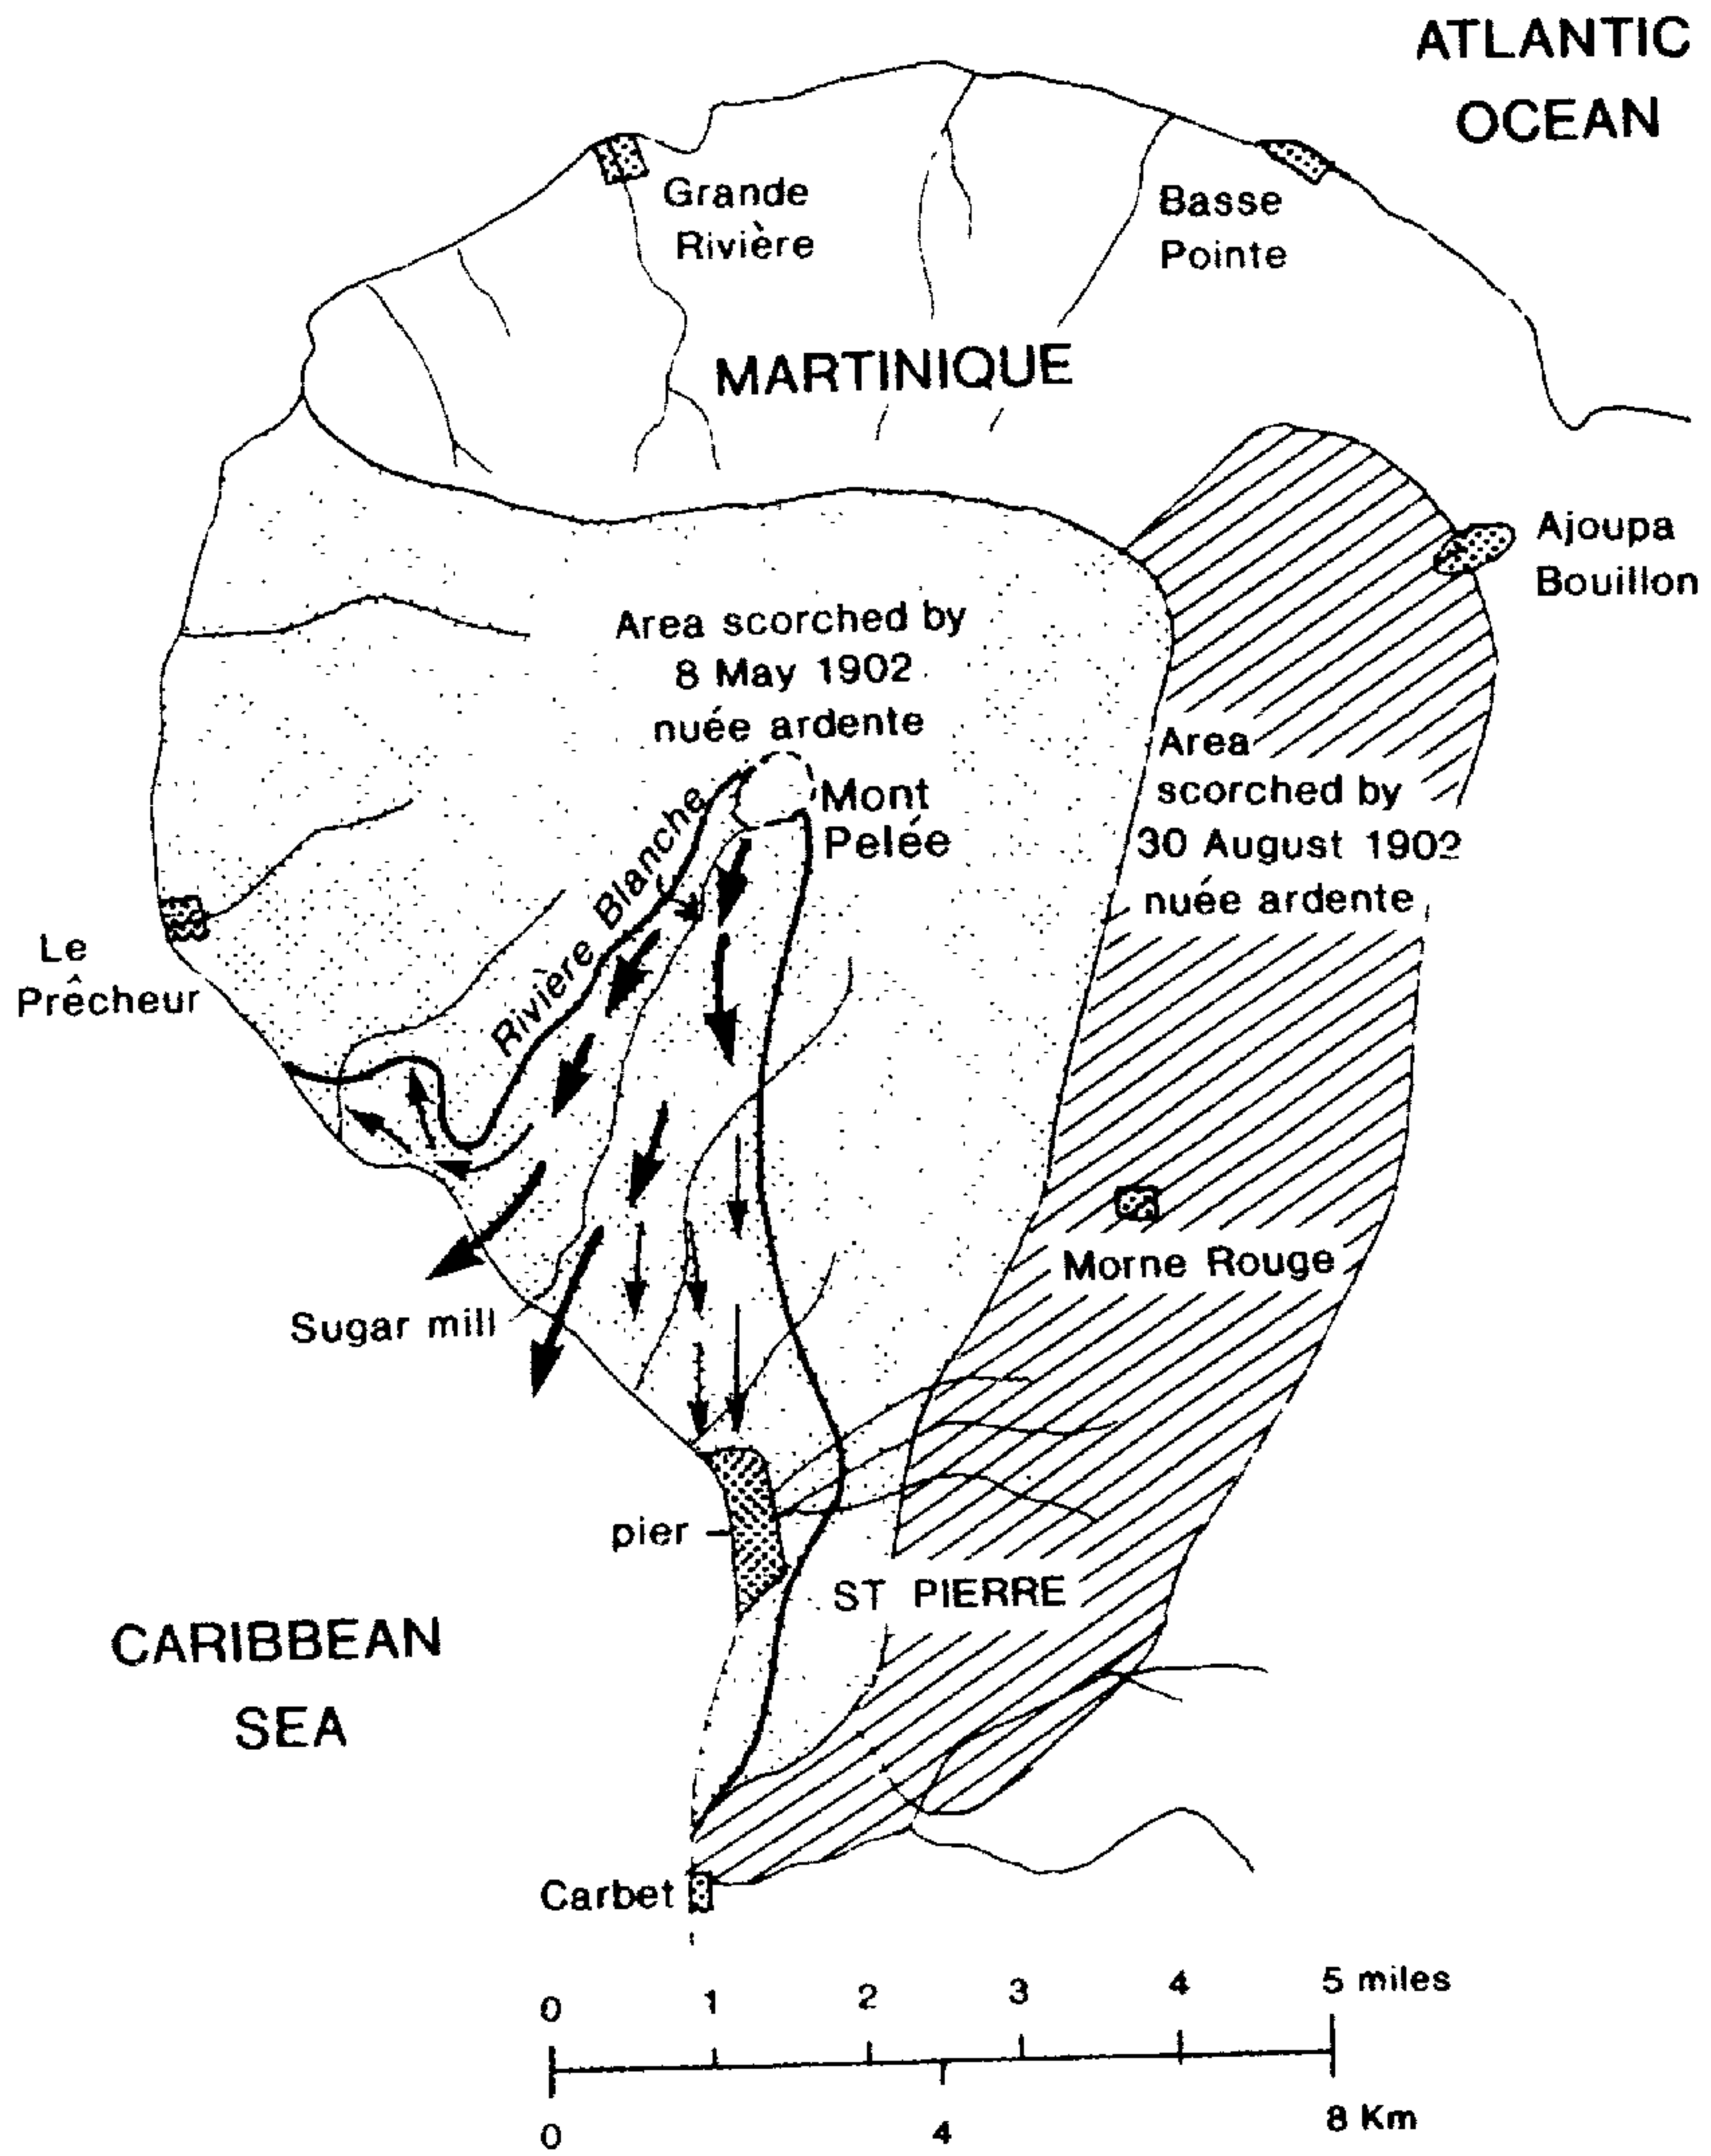 ATLANTIC
OCEAN
Grande
Rivière
Basse
Pointe
MARTINIQUE
Ajoupa
Bouillon
Area scorched by
8 May 1902
nuée ardente
Area
scorched by
30 August 1902
nuée ardente
Mont
Pelée
Rivière Blanche
Le
Prêcheur
Morne Rouge
Sugar mill
pier
ST PIERRE
CARIBBEAN
SEA
Carbet
0 1 2 3 4 5 miles
0 4 8 Km